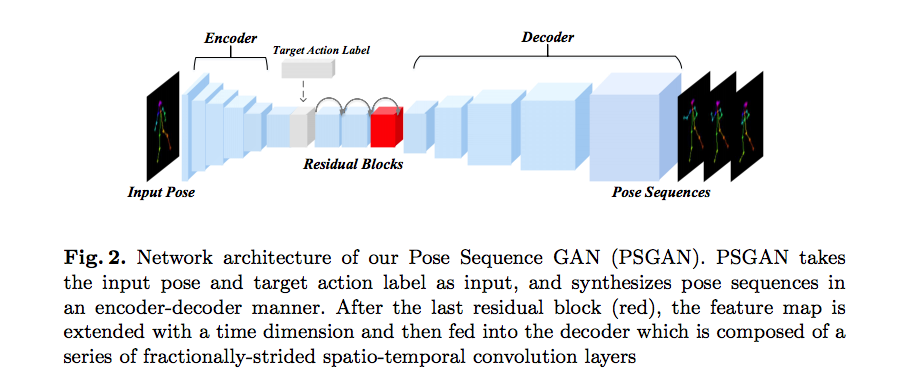 Encoder
Target Action Label
Decoder
Residual Blocks
Input Pose
Pose Sequences
Fig. 2. Network architecture of our Pose Sequence GAN (PSGAN). PSGAN takes
the input pose and target action label as input, and synthesizes pose sequences in
an encoder-decoder manner. After the last residual block (red), the feature map is
extended with a time dimension and then fed into the decoder which is composed of a
series of fractionally-strided spatio-temporal convolution layers